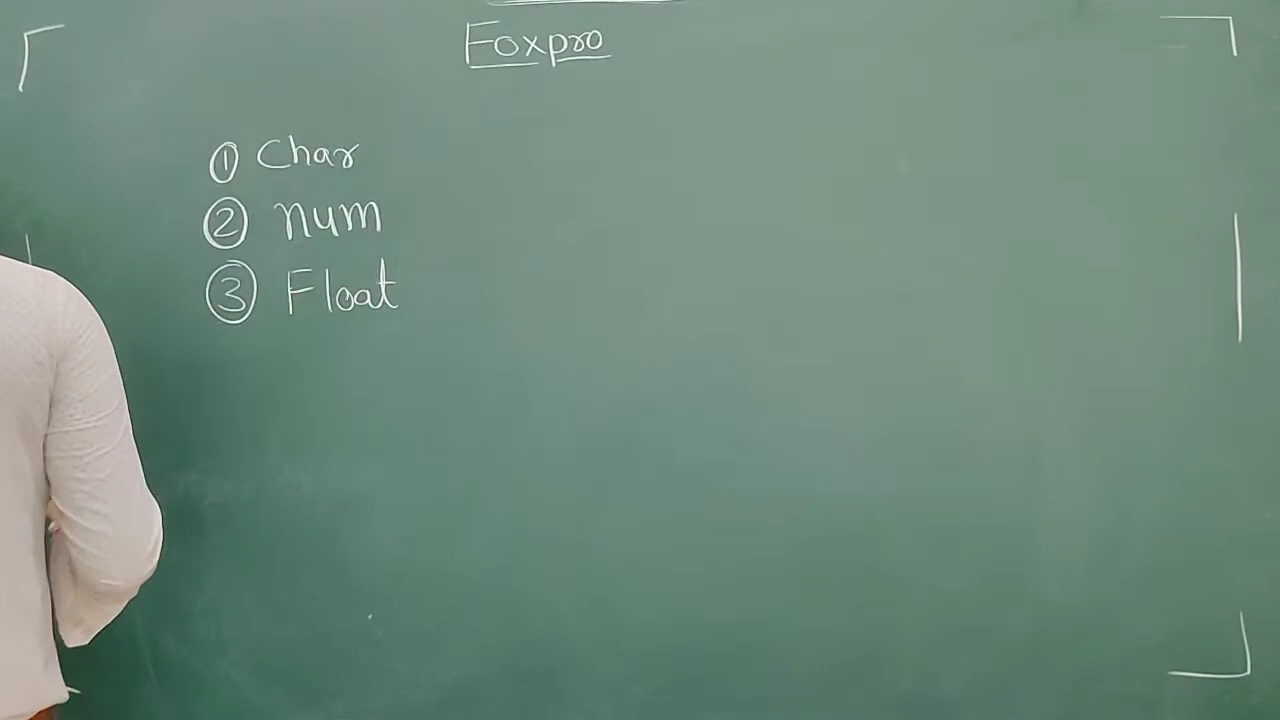 Foxpro
① Char
② Num
③ Float